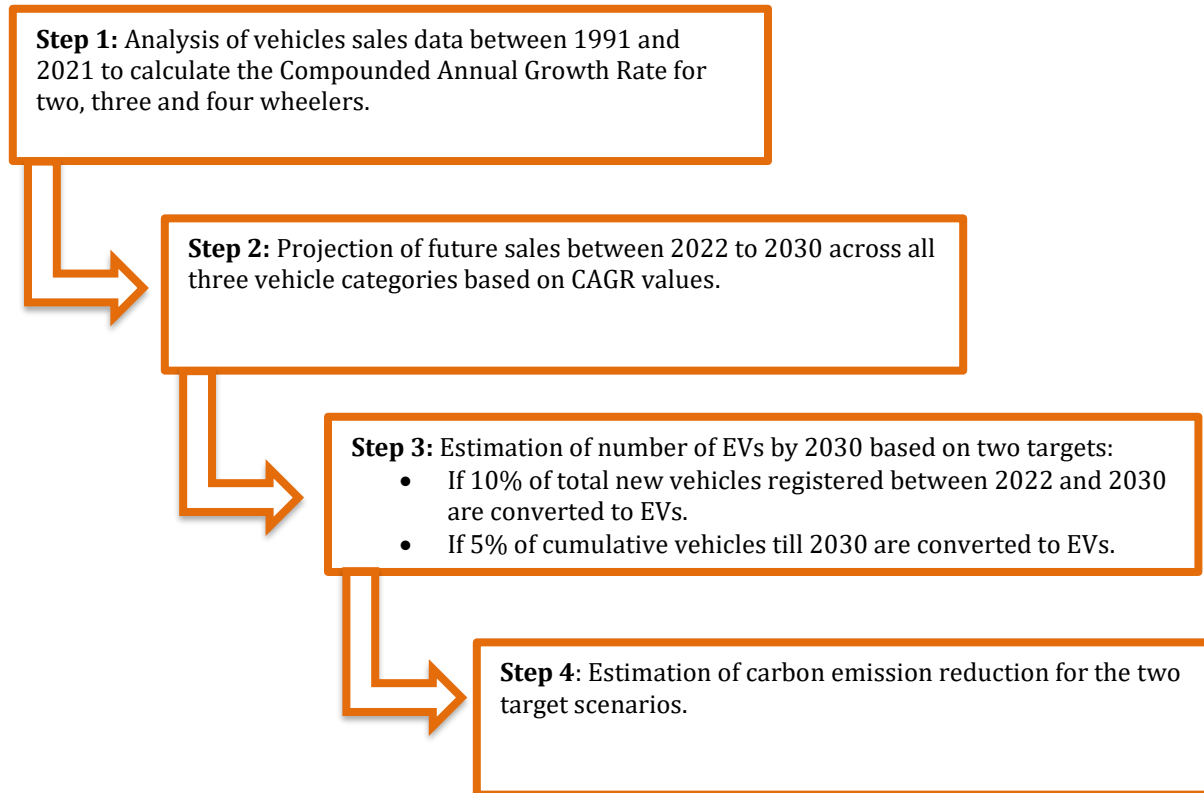 Step 1: Analysis of vehicles sales data between 1991 and
2021 to calculate the Compounded Annual Growth Rate for
two, three and four wheelers.
Step 2: Projection of future sales between 2022 to 2030 across all
three vehicle categories based on CAGR values.
Step 3: Estimation of number of EVs by 2030 based on two targets:
• If 10% of total new vehicles registered between 2022 and 2030
are converted to EVs.
• If 5% of cumulative vehicles till 2030 are converted to EVs.
Step 4: Estimation of carbon emission reduction for the two
target scenarios.